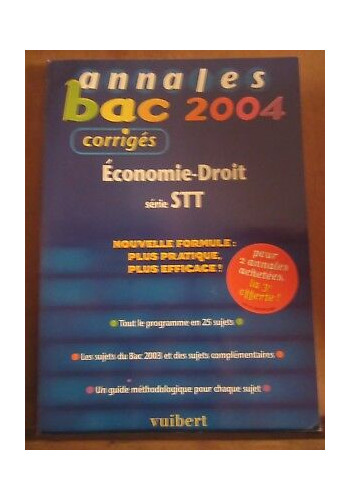 annales
bac 2004
corrigés
Économie-Droit
série STT
NOUVELLE FORMULE :
PLUS PRATIQUE,
PLUS EFFICACE !
pour
2 annales
achetées,
la 3e
offerte !
• Tout le programme en 25 sujets •
• Les sujets du Bac 2003 et des sujets complémentaires •
• Un guide méthodologique pour chaque sujet •
vuibert